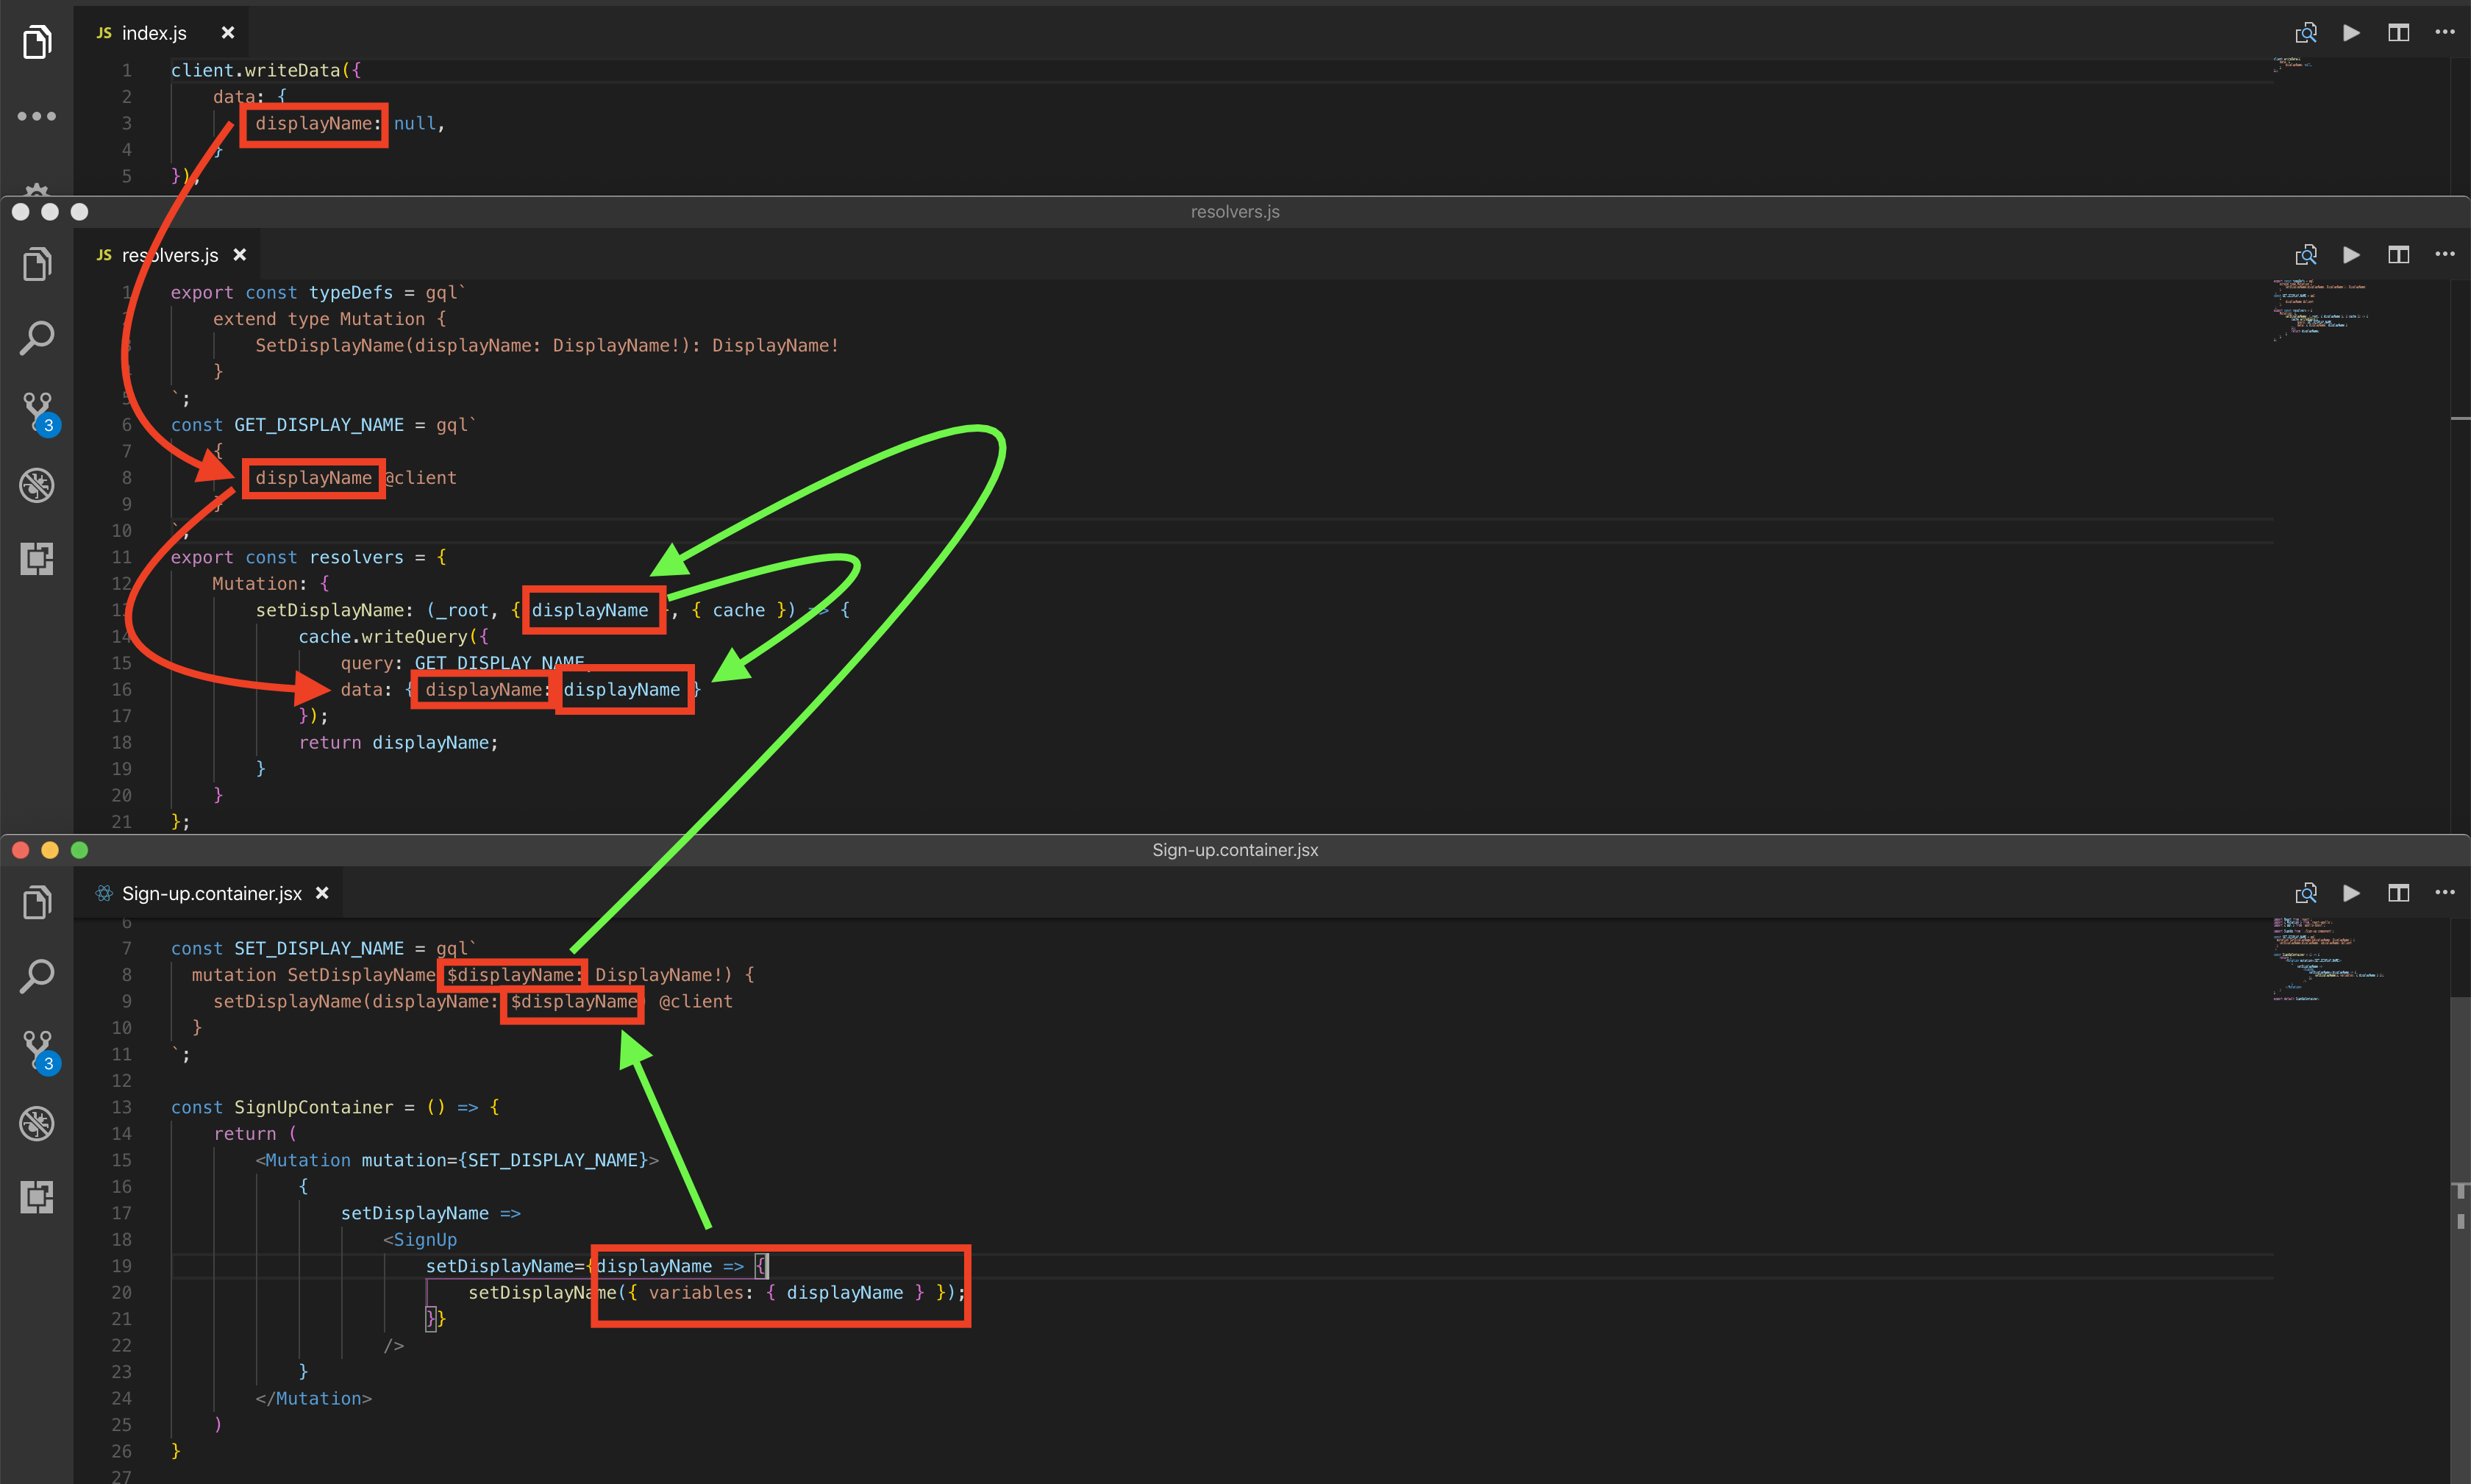 JS index.js ×
1 client.writeData({
2 data: {
3 displayName: null,
4 }
5 });
resolvers.js
JS resolvers.js ×
1 export const typeDefs = gql`
extend type Mutation {
SetDisplayName(displayName: DisplayName!): DisplayName!
}
5 `;
6 const GET_DISPLAY_NAME = gql`
7 {
8 displayName @client
9 }
10 `;
11 export const resolvers = {
12 Mutation: {
13 setDisplayName: (_root, { displayName }, { cache }) => {
14 cache.writeQuery({
15 query: GET_DISPLAY_NAME,
16 data: { displayName: displayName }
17 });
18 return displayName;
19 }
20 }
21 };
3
Sign-up.container.jsx
Sign-up.container.jsx ×
6
7 const SET_DISPLAY_NAME = gql`
8 mutation SetDisplayName($displayName: DisplayName!) {
9 setDisplayName(displayName: $displayName) @client
10 }
11 `;
12
13 const SignUpContainer = () => {
14 return (
15 <Mutation mutation={SET_DISPLAY_NAME}>
16 {
17 setDisplayName =>
18 <SignUp
19 setDisplayName={displayName => {
20 setDisplayName({ variables: { displayName } });
21 }}
22 />
23 }
24 </Mutation>
25 )
26 }
27
3